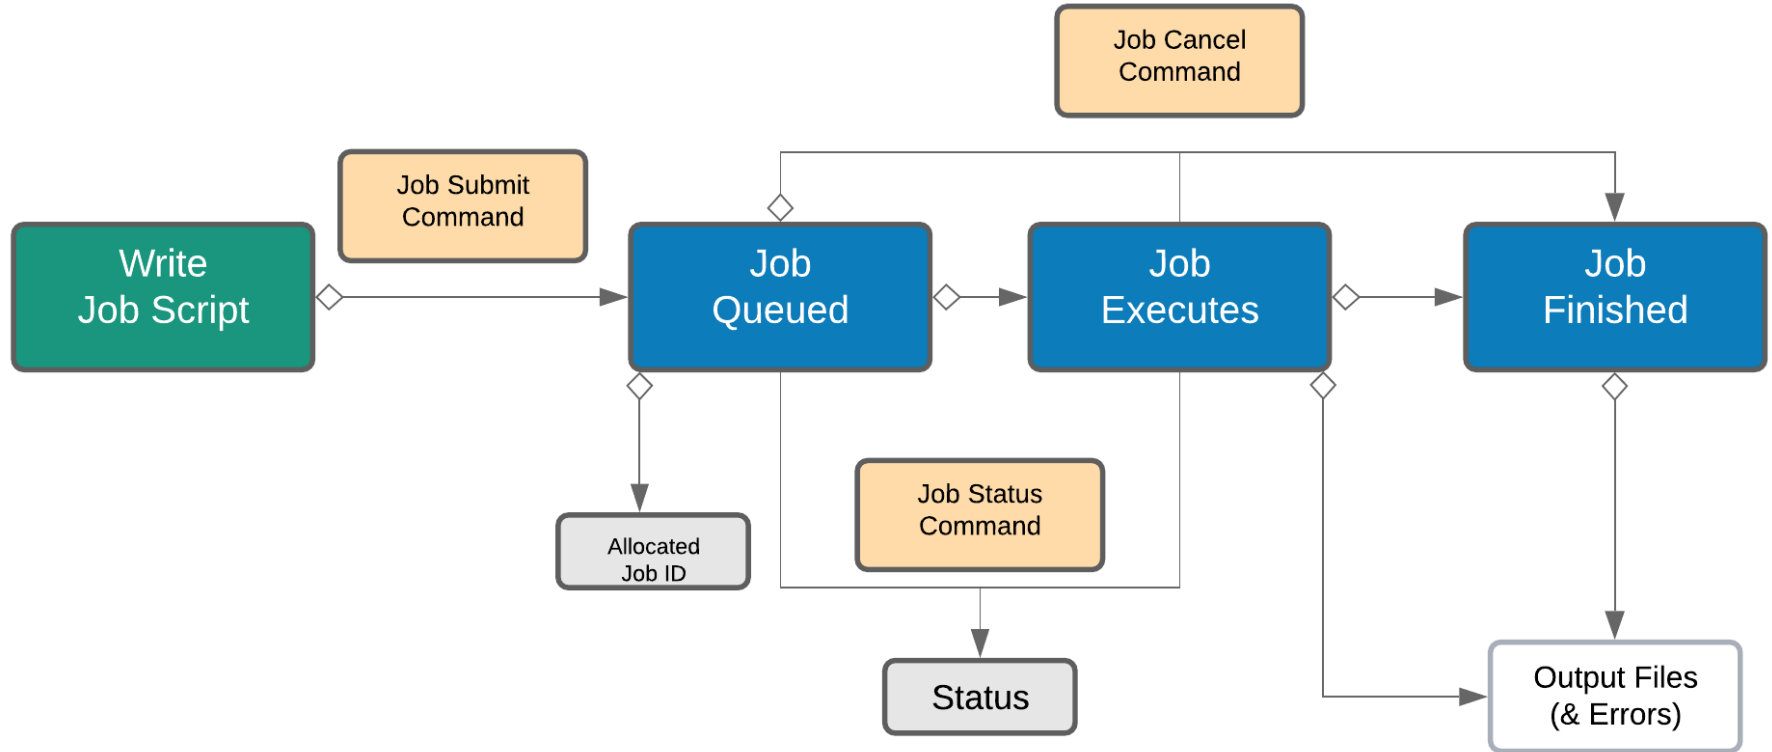 Job Cancel
Command
Job Submit
Command
Write
Job Script
Job
Queued
Job
Executes
Job
Finished
Job Status
Command
Allocated
Job ID
Status
Output Files
(& Errors)